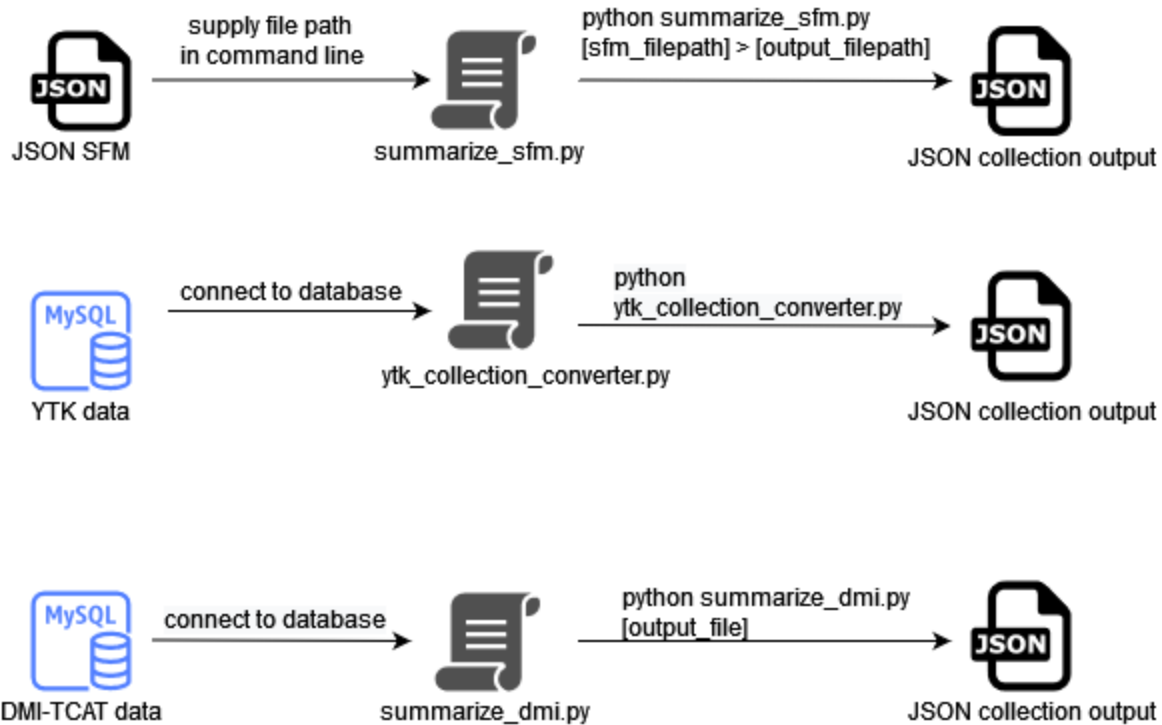 supply file path
in command line
python summarize_sfm.py
[sfm_filepath] > [output_filepath]
JSON
JSON
JSON SFM
summarize_sfm.py
JSON collection output
connect to database
python
ytk_collection_converter.py
MySQL
JSON
YTK data
ytk_collection_converter.py
JSON collection output
connect to database
python summarize_dmi.py
[output_file]
MySQL
JSON
DMI-TCAT data
summarize_dmi.py
JSON collection output